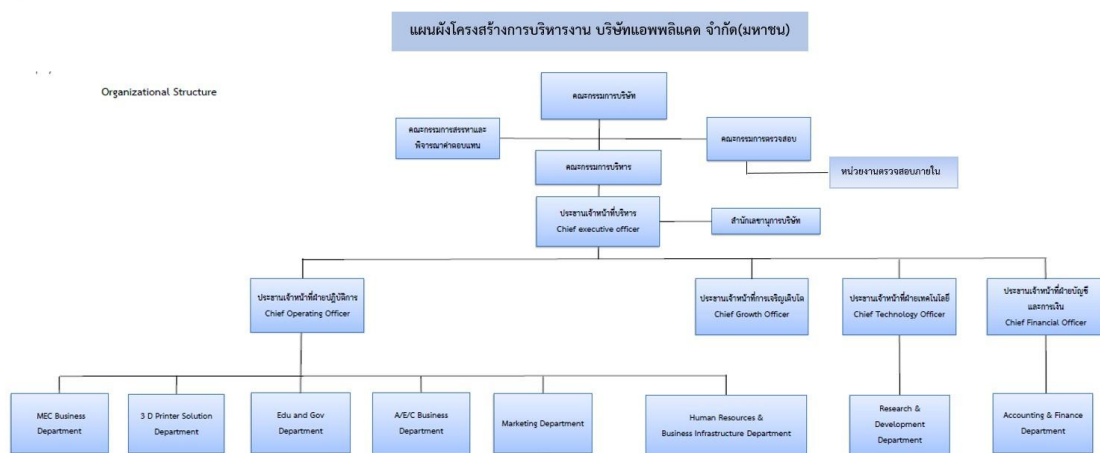 แผนผังโครงสร้างการบริหารงาน บริษัทแอพพลิแคด จำกัด(มหาชน)
Organizational Structure
คณะกรรมการบริษัท
คณะกรรมการสรรหาและ
พิจารณาค่าตอบแทน
คณะกรรมการตรวจสอบ
คณะกรรมการบริหาร
หน่วยงานตรวจสอบภายใน
ประธานเจ้าหน้าที่บริหาร
Chief executive officer
สำนักเลขานุการบริษัท
ประธานเจ้าหน้าที่ฝ่ายปฏิบัติการ
Chief Operating Officer
ประธานเจ้าหน้าที่การเจริญเติบโต
Chief Growth Officer
ประธานเจ้าหน้าที่ฝ่ายเทคโนโลยี
Chief Technology Officer
ประธานเจ้าหน้าที่ฝ่ายบัญชี
และการเงิน
Chief Financial Officer
MEC Business
Department
3 D Printer Solution
Department
Edu and Gov
Department
A/E/C Business
Department
Marketing Department
Human Resources &
Business Infrastructure Department
Research &
Development
Department
Accounting & Finance
Department